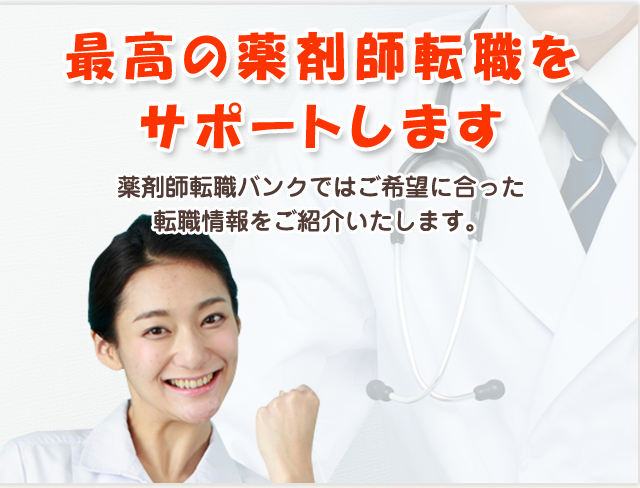 最高の薬剤師転職を
サポートします
薬剤師転職バンクではご希望に合った
転職情報をご紹介いたします。